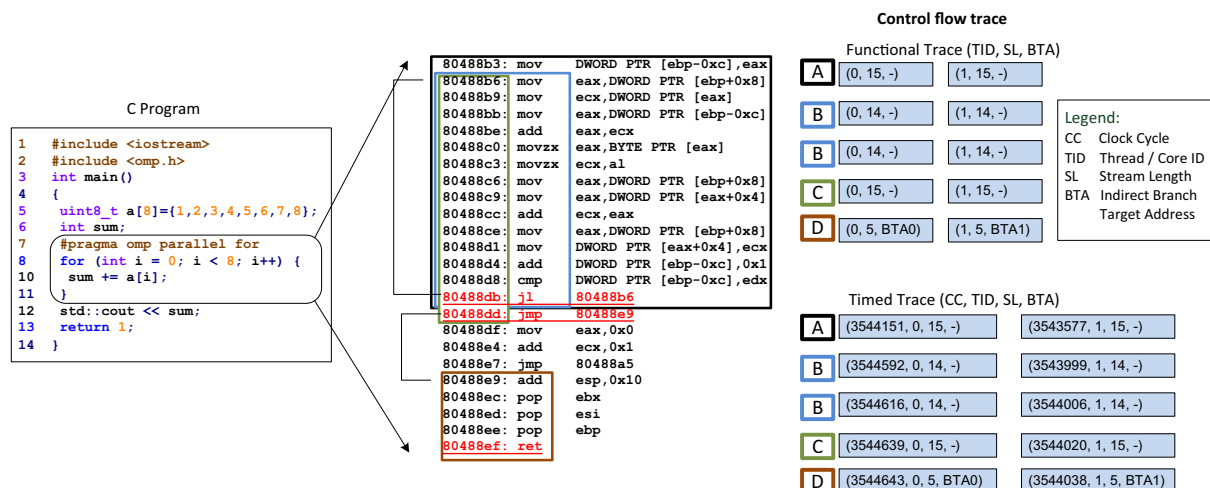 Control flow trace
Functional Trace (TID, SL, BTA)
A (0, 15, -) (1, 15, -)
B (0, 14, -) (1, 14, -)
B (0, 14, -) (1, 14, -)
C (0, 15, -) (1, 15, -)
D (0, 5, BTA0) (1, 5, BTA1)
Legend:
CC Clock Cycle
TID Thread / Core ID
SL Stream Length
BTA Indirect Branch
Target Address
Timed Trace (CC, TID, SL, BTA)
A (3544151, 0, 15, -) (3543577, 1, 15, -)
B (3544592, 0, 14, -) (3543999, 1, 14, -)
B (3544616, 0, 14, -) (3544006, 1, 14, -)
C (3544639, 0, 15, -) (3544020, 1, 15, -)
D (3544643, 0, 5, BTA0) (3544038, 1, 5, BTA1)
C Program
1 #include <iostream>
2 #include <omp.h>
3 int main()
4 {
5 uint8_t a[8]={1,2,3,4,5,6,7,8};
6 int sum;
7 #pragma omp parallel for
8 for (int i = 0; i < 8; i++) {
10 sum += a[i];
11 }
12 std::cout << sum;
13 return 1;
14 }
80488b3: mov DWORD PTR [ebp-0xc],eax
80488b6: mov eax,DWORD PTR [ebp+0x8]
80488b9: mov ecx,DWORD PTR [eax]
80488bb: mov eax,DWORD PTR [ebp-0xc]
80488be: add eax,ecx
80488c0: movzx eax,BYTE PTR [eax]
80488c3: movzx ecx,al
80488c6: mov eax,DWORD PTR [ebp+0x8]
80488c9: mov eax,DWORD PTR [eax+0x4]
80488cc: add ecx,eax
80488ce: mov eax,DWORD PTR [ebp+0x8]
80488d1: mov DWORD PTR [eax+0x4],ecx
80488d4: add DWORD PTR [ebp-0xc],0x1
80488d8: cmp DWORD PTR [ebp-0xc],edx
80488db: jl 80488b6
80488dd: jmp 80488e9
80488df: mov eax,0x0
80488e4: add ecx,0x1
80488e7: jmp 80488a5
80488e9: add esp,0x10
80488ec: pop ebx
80488ed: pop esi
80488ee: pop ebp
80488ef: ret